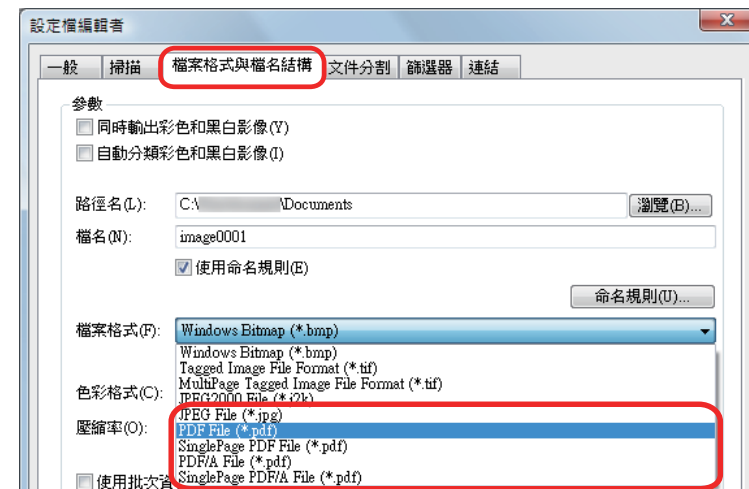 設定檔編輯者
一般 掃描 檔案格式與檔名結構 文件分割 篩選器 連結
參數
同時輸出彩色和黑白影像(Y)
自動分類彩色和黑白影像(I)
路徑名(L): C:\ \Documents 瀏覽(B)...
檔名(N): image0001
使用命名規則(E)
命名規則(U)...
檔案格式(F): Windows Bitmap (*.bmp)
Windows Bitmap (*.bmp)
Tagged Image File Format (*.tif)
MultiPage Tagged Image File Format (*.tif)
色彩格式(C): JPEG2000 File (*.j2k)
JPEG File (*.jpg)
壓縮率(O): PDF File (*.pdf)
SinglePage PDF File (*.pdf)
PDF/A File (*.pdf)
使用批次資 SinglePage PDF/A File (*.pdf)